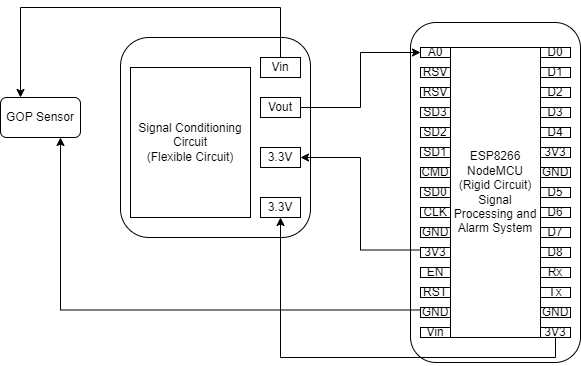 GOP Sensor
Signal Conditioning
Circuit
(Flexible Circuit)
Vin
Vout
3.3V
3.3V
A0
RSV
RSV
SD3
SD2
SD1
CMD
SD0
CLK
GND
3V3
EN
RST
GND
Vin
ESP8266
NodeMCU
(Rigid Circuit)
Signal
Processing and
Alarm System
D0
D1
D2
D3
D4
3V3
GND
D5
D6
D7
D8
Rx
Tx
GND
3V3